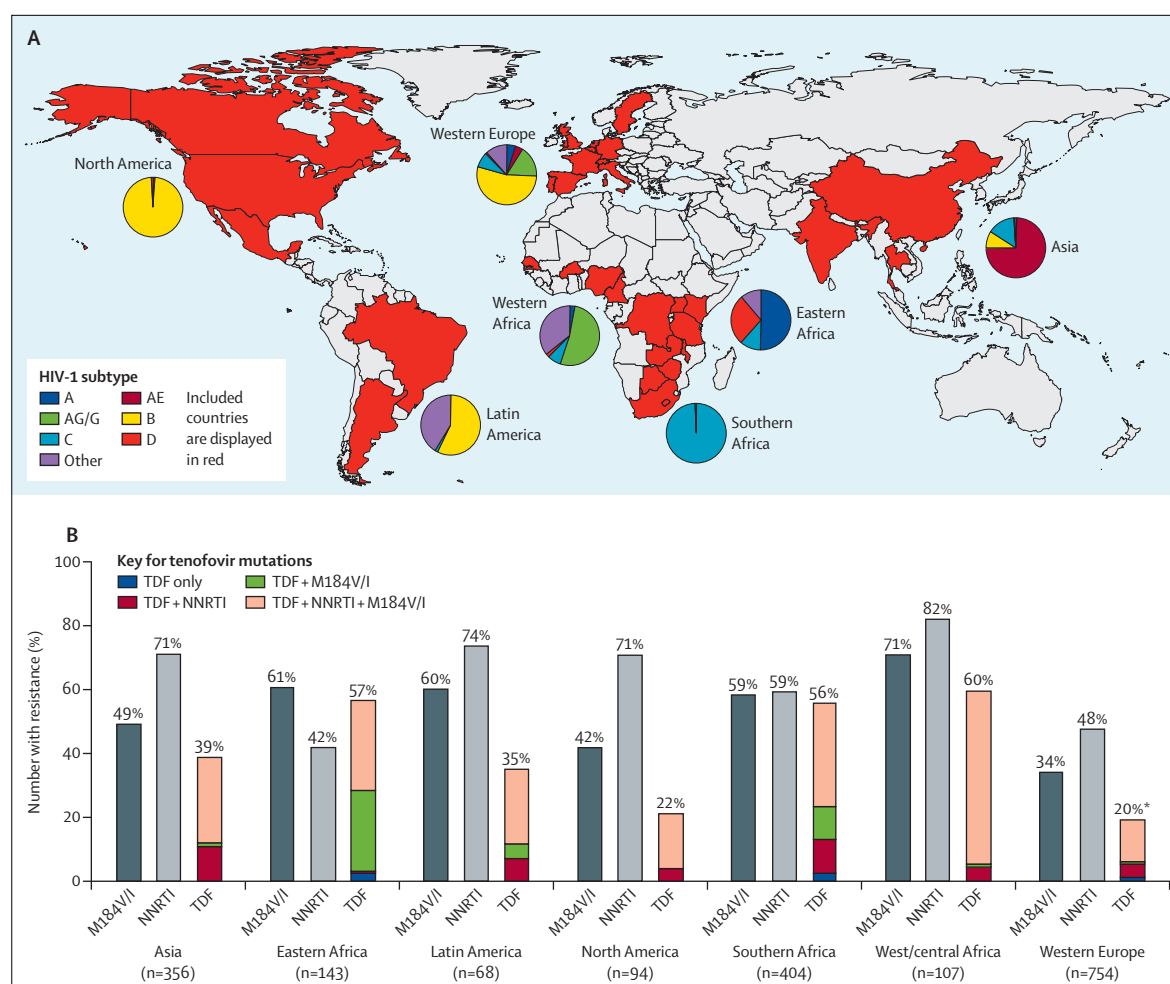 A
North America
Western Europe
Asia
Western
Africa
Eastern
Africa
Latin
America
Southern
Africa
HIV-1 subtype
A
AE
Included
AG/G
B
countries
C
D
are displayed
Other
in red
B
Key for tenofovir mutations
TDF only
TDF + M184V/I
TDF + NNRTI
TDF + NNRTI + M184V/I
Number with resistance (%)
100
80
60
40
20
0
49%
71%
39%
61%
42%
57%
60%
74%
35%
42%
71%
22%
59%
59%
56%
71%
82%
60%
34%
48%
20%*
M184V/I
NNRTI
TDF
M184V/I
NNRTI
TDF
M184V/I
NNRTI
TDF
M184V/I
NNRTI
TDF
M184V/I
NNRTI
TDF
M184V/I
NNRTI
TDF
M184V/I
NNRTI
TDF
Asia
(n=356)
Eastern Africa
(n=143)
Latin America
(n=68)
North America
(n=94)
Southern Africa
(n=404)
West/central Africa
(n=107)
Western Europe
(n=754)